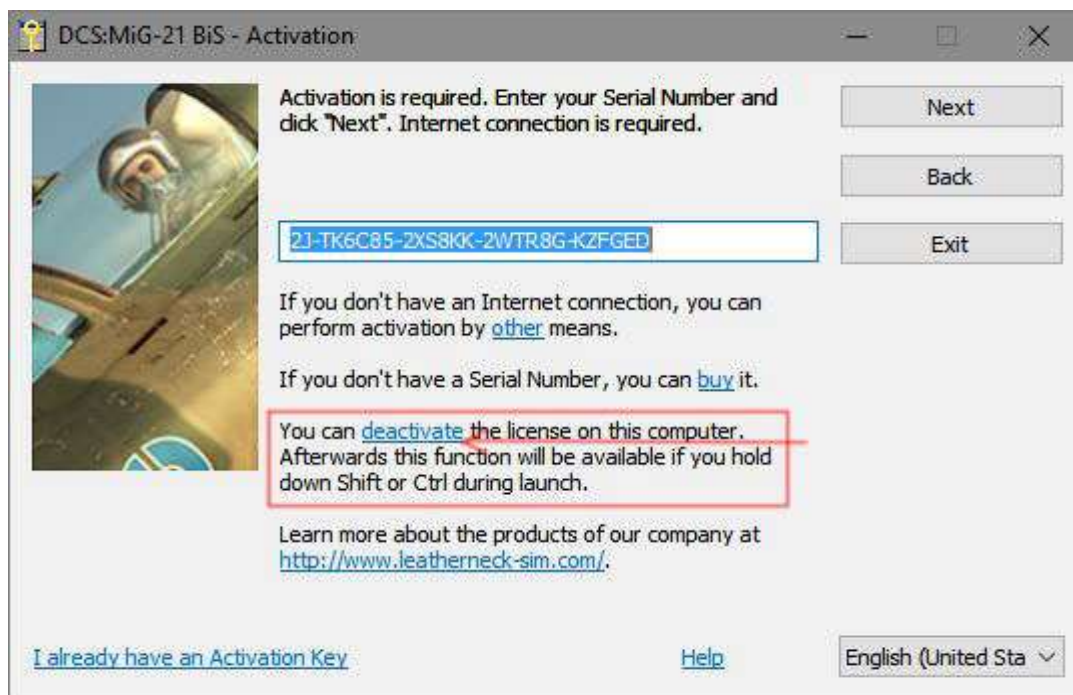 DCS:MiG-21 BiS - Activation
Activation is required. Enter your Serial Number and
click "Next". Internet connection is required.
Next
Back
2J-TK6C85-2XS8KK-2WTR8G-KZFGED
Exit
If you don't have an Internet connection, you can
perform activation by other means.
If you don't have a Serial Number, you can buy it.
You can deactivate the license on this computer.
Afterwards this function will be available if you hold
down Shift or Ctrl during launch.
Learn more about the products of our company at
http://www.leatherneck-sim.com/.
I already have an Activation Key
Help
English (United Sta